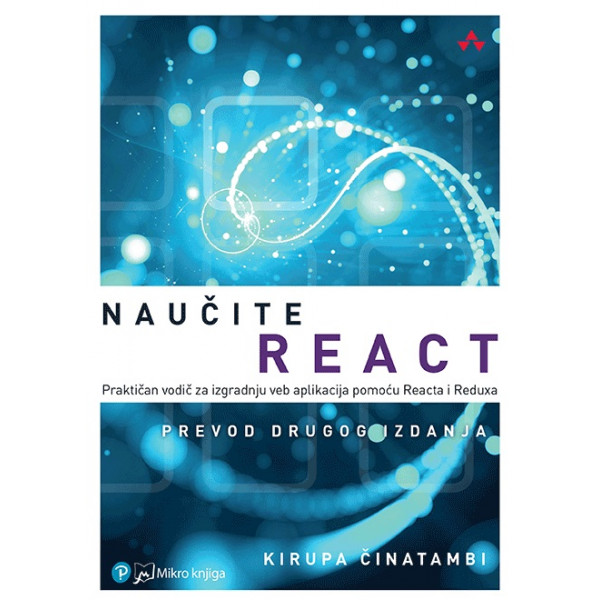 NAUČITE
REACT
Praktičan vodič za izgradnju veb aplikacija pomoću Reacta i Reduxa
PREVOD DRUGOG IZDANJA
KIRUPA ČINATAMBI
P M Mikro knjiga